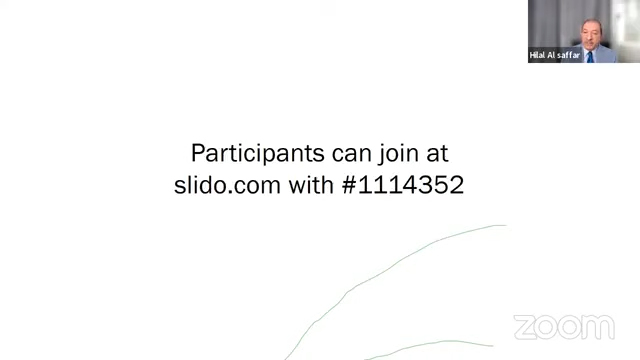 Hilal Al saffar
Participants can join at
slido.com with #1114352
zoom